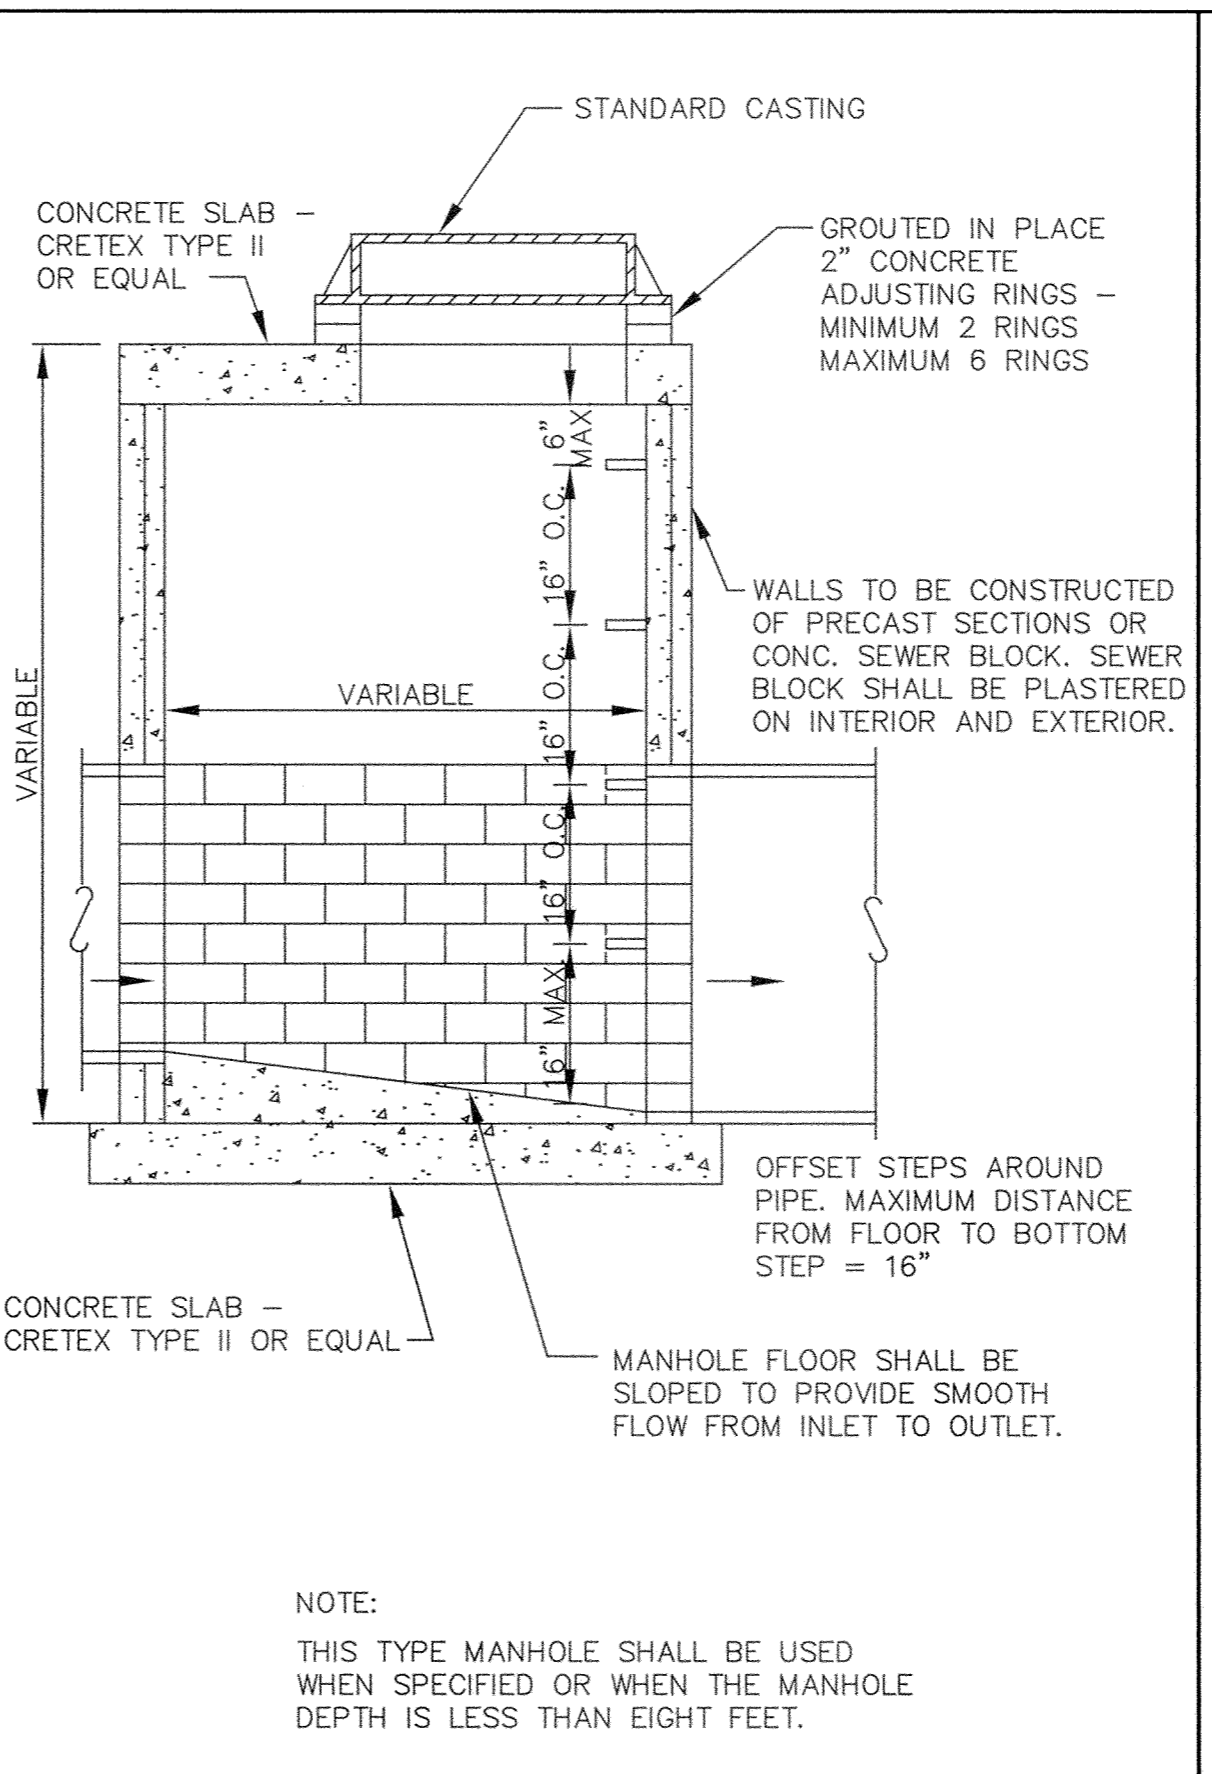 STANDARD CASTING
CONCRETE SLAB –
CRETEX TYPE II
OR EQUAL
GROUTED IN PLACE
2" CONCRETE
ADJUSTING RINGS –
MINIMUM 2 RINGS
MAXIMUM 6 RINGS
6"
MAX.
16" O.C.
16" O.C.
16" O.C.
16" MAX.
VARIABLE
VARIABLE
WALLS TO BE CONSTRUCTED
OF PRECAST SECTIONS OR
CONC. SEWER BLOCK. SEWER
BLOCK SHALL BE PLASTERED
ON INTERIOR AND EXTERIOR.
OFFSET STEPS AROUND
PIPE. MAXIMUM DISTANCE
FROM FLOOR TO BOTTOM
STEP = 16"
CONCRETE SLAB –
CRETEX TYPE II OR EQUAL
MANHOLE FLOOR SHALL BE
SLOPED TO PROVIDE SMOOTH
FLOW FROM INLET TO OUTLET.
NOTE:
THIS TYPE MANHOLE SHALL BE USED
WHEN SPECIFIED OR WHEN THE MANHOLE
DEPTH IS LESS THAN EIGHT FEET.